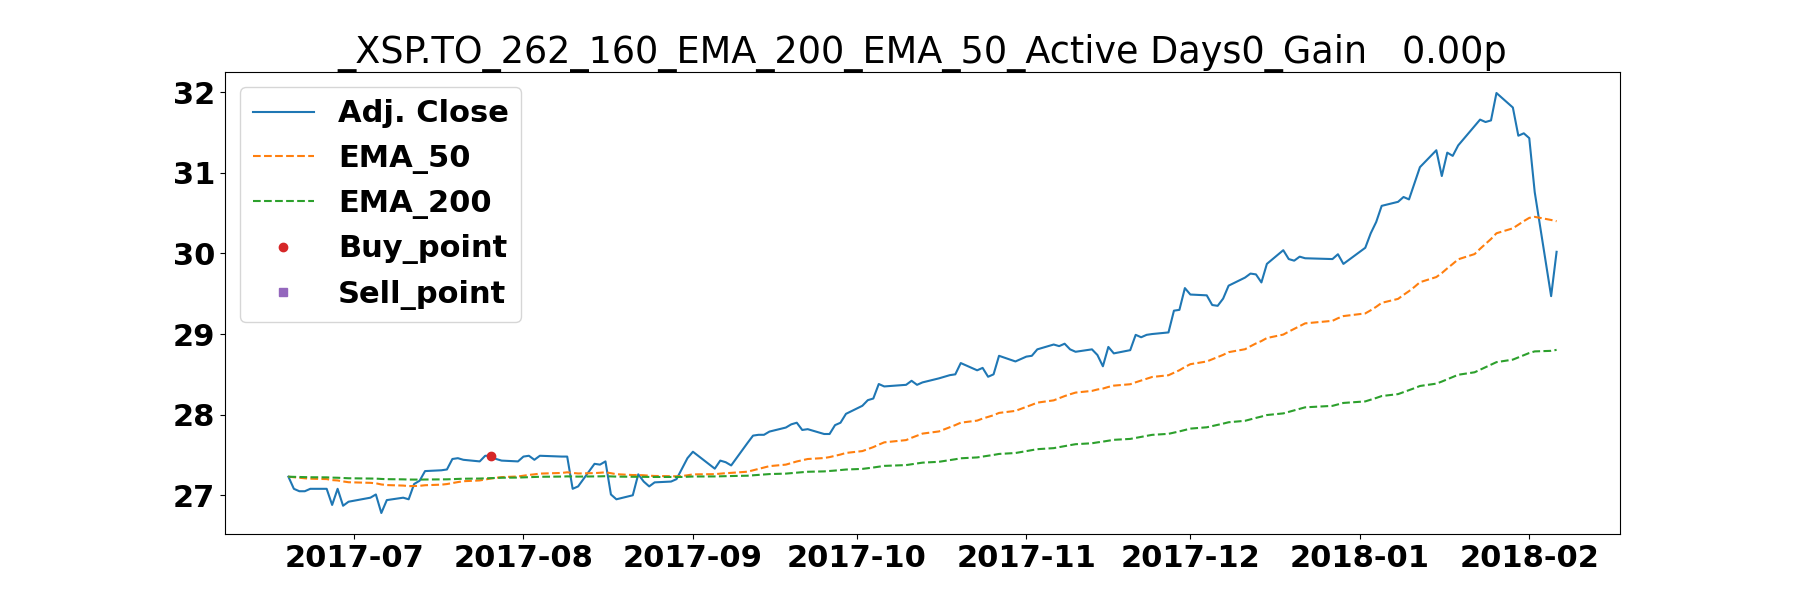 _XSP.TO_262_160_EMA_200_EMA_50_Active Days0_Gain   0.00p
32
31
30
29
28
27
Adj. Close
EMA_50
EMA_200
Buy_point
Sell_point
2017-07 2017-08 2017-09 2017-10 2017-11 2017-12 2018-01 2018-02